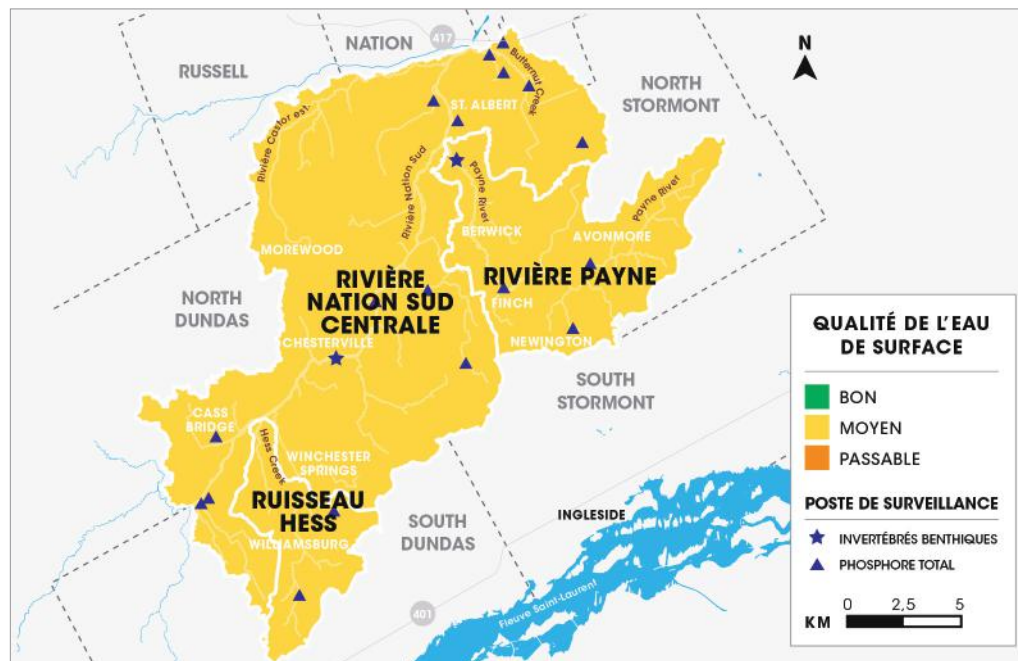 NATION
417
RUSSELL
N
Butternut Creek
NORTH
STORMONT
ST. ALBERT
Rivière Castor est.
Rivière Nation Sud
Payne River
Payne River
BERWICK
AVONMORE
MOREWOOD
RIVIÈRE
NATION SUD
CENTRALE
RIVIÈRE PAYNE
NORTH
DUNDAS
FINCH
CHESTERVILLE
NEWINGTON
SOUTH
STORMONT
CASS
BRIDGE
Hess Creek
WINCHESTER
SPRINGS
RUISSEAU
HESS
WILLIAMSBURG
SOUTH
DUNDAS
INGLESIDE
401
Fleuve Saint-Laurent
QUALITÉ DE L'EAU
DE SURFACE
BON
MOYEN
PASSABLE
POSTE DE SURVEILLANCE
INVERTÉBRÉS BENTHIQUES
PHOSPHORE TOTAL
0 2,5 5
KM